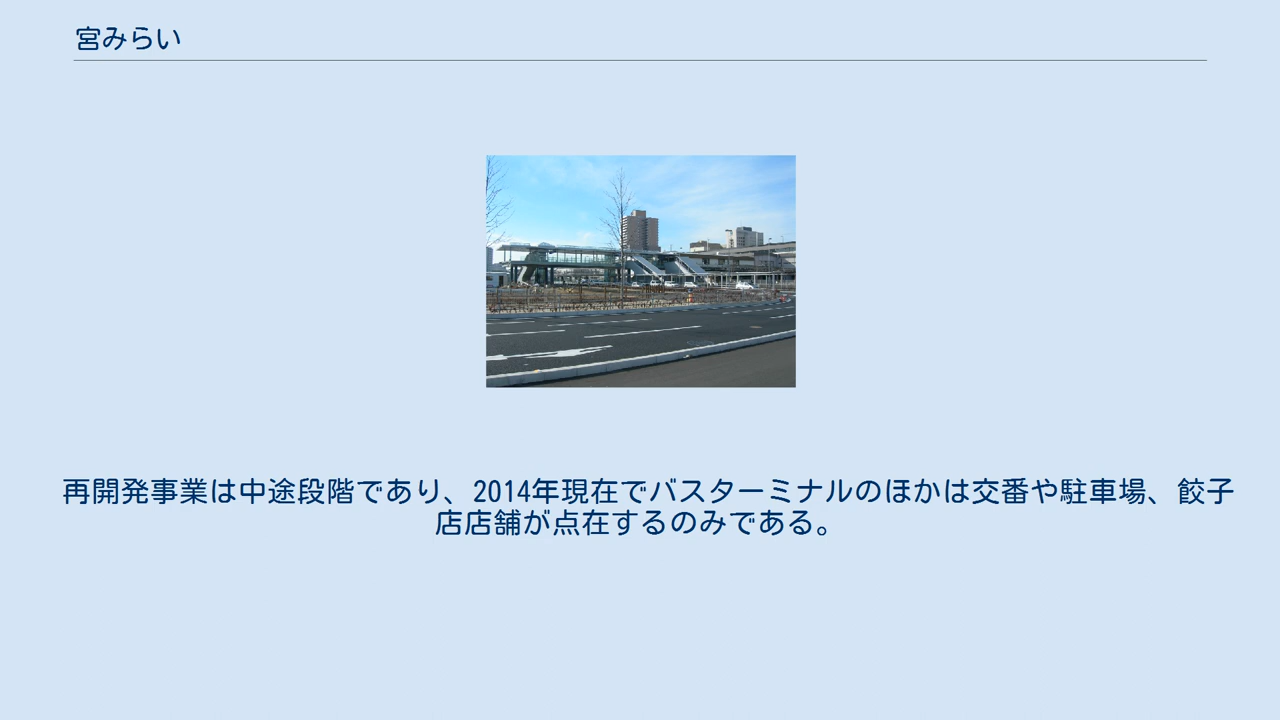 宮みらい
再開発事業は中途段階であり、2014年現在でバスターミナルのほかは交番や駐車場、餃子
店店舗が点在するのみである。